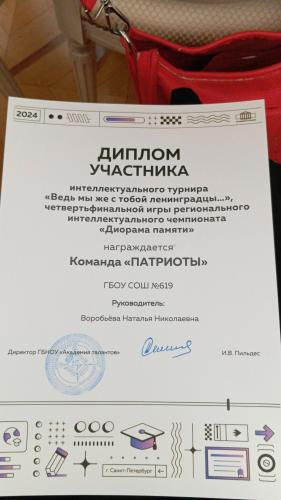 2024
ДИПЛОМ
УЧАСТНИКА
интеллектуального турнира
«Ведь мы же с тобой ленинградцы...»,
четвертьфинальной игры регионального
интеллектуального чемпионата
«Диорама памяти»
награждается
Команда «ПАТРИОТЫ»
ГБОУ СОШ №619
Руководитель:
Воробьёва Наталья Николаевна
Директор ГБНОУ «Академия талантов»
И.В. Пильдес
г. Санкт-Петербург